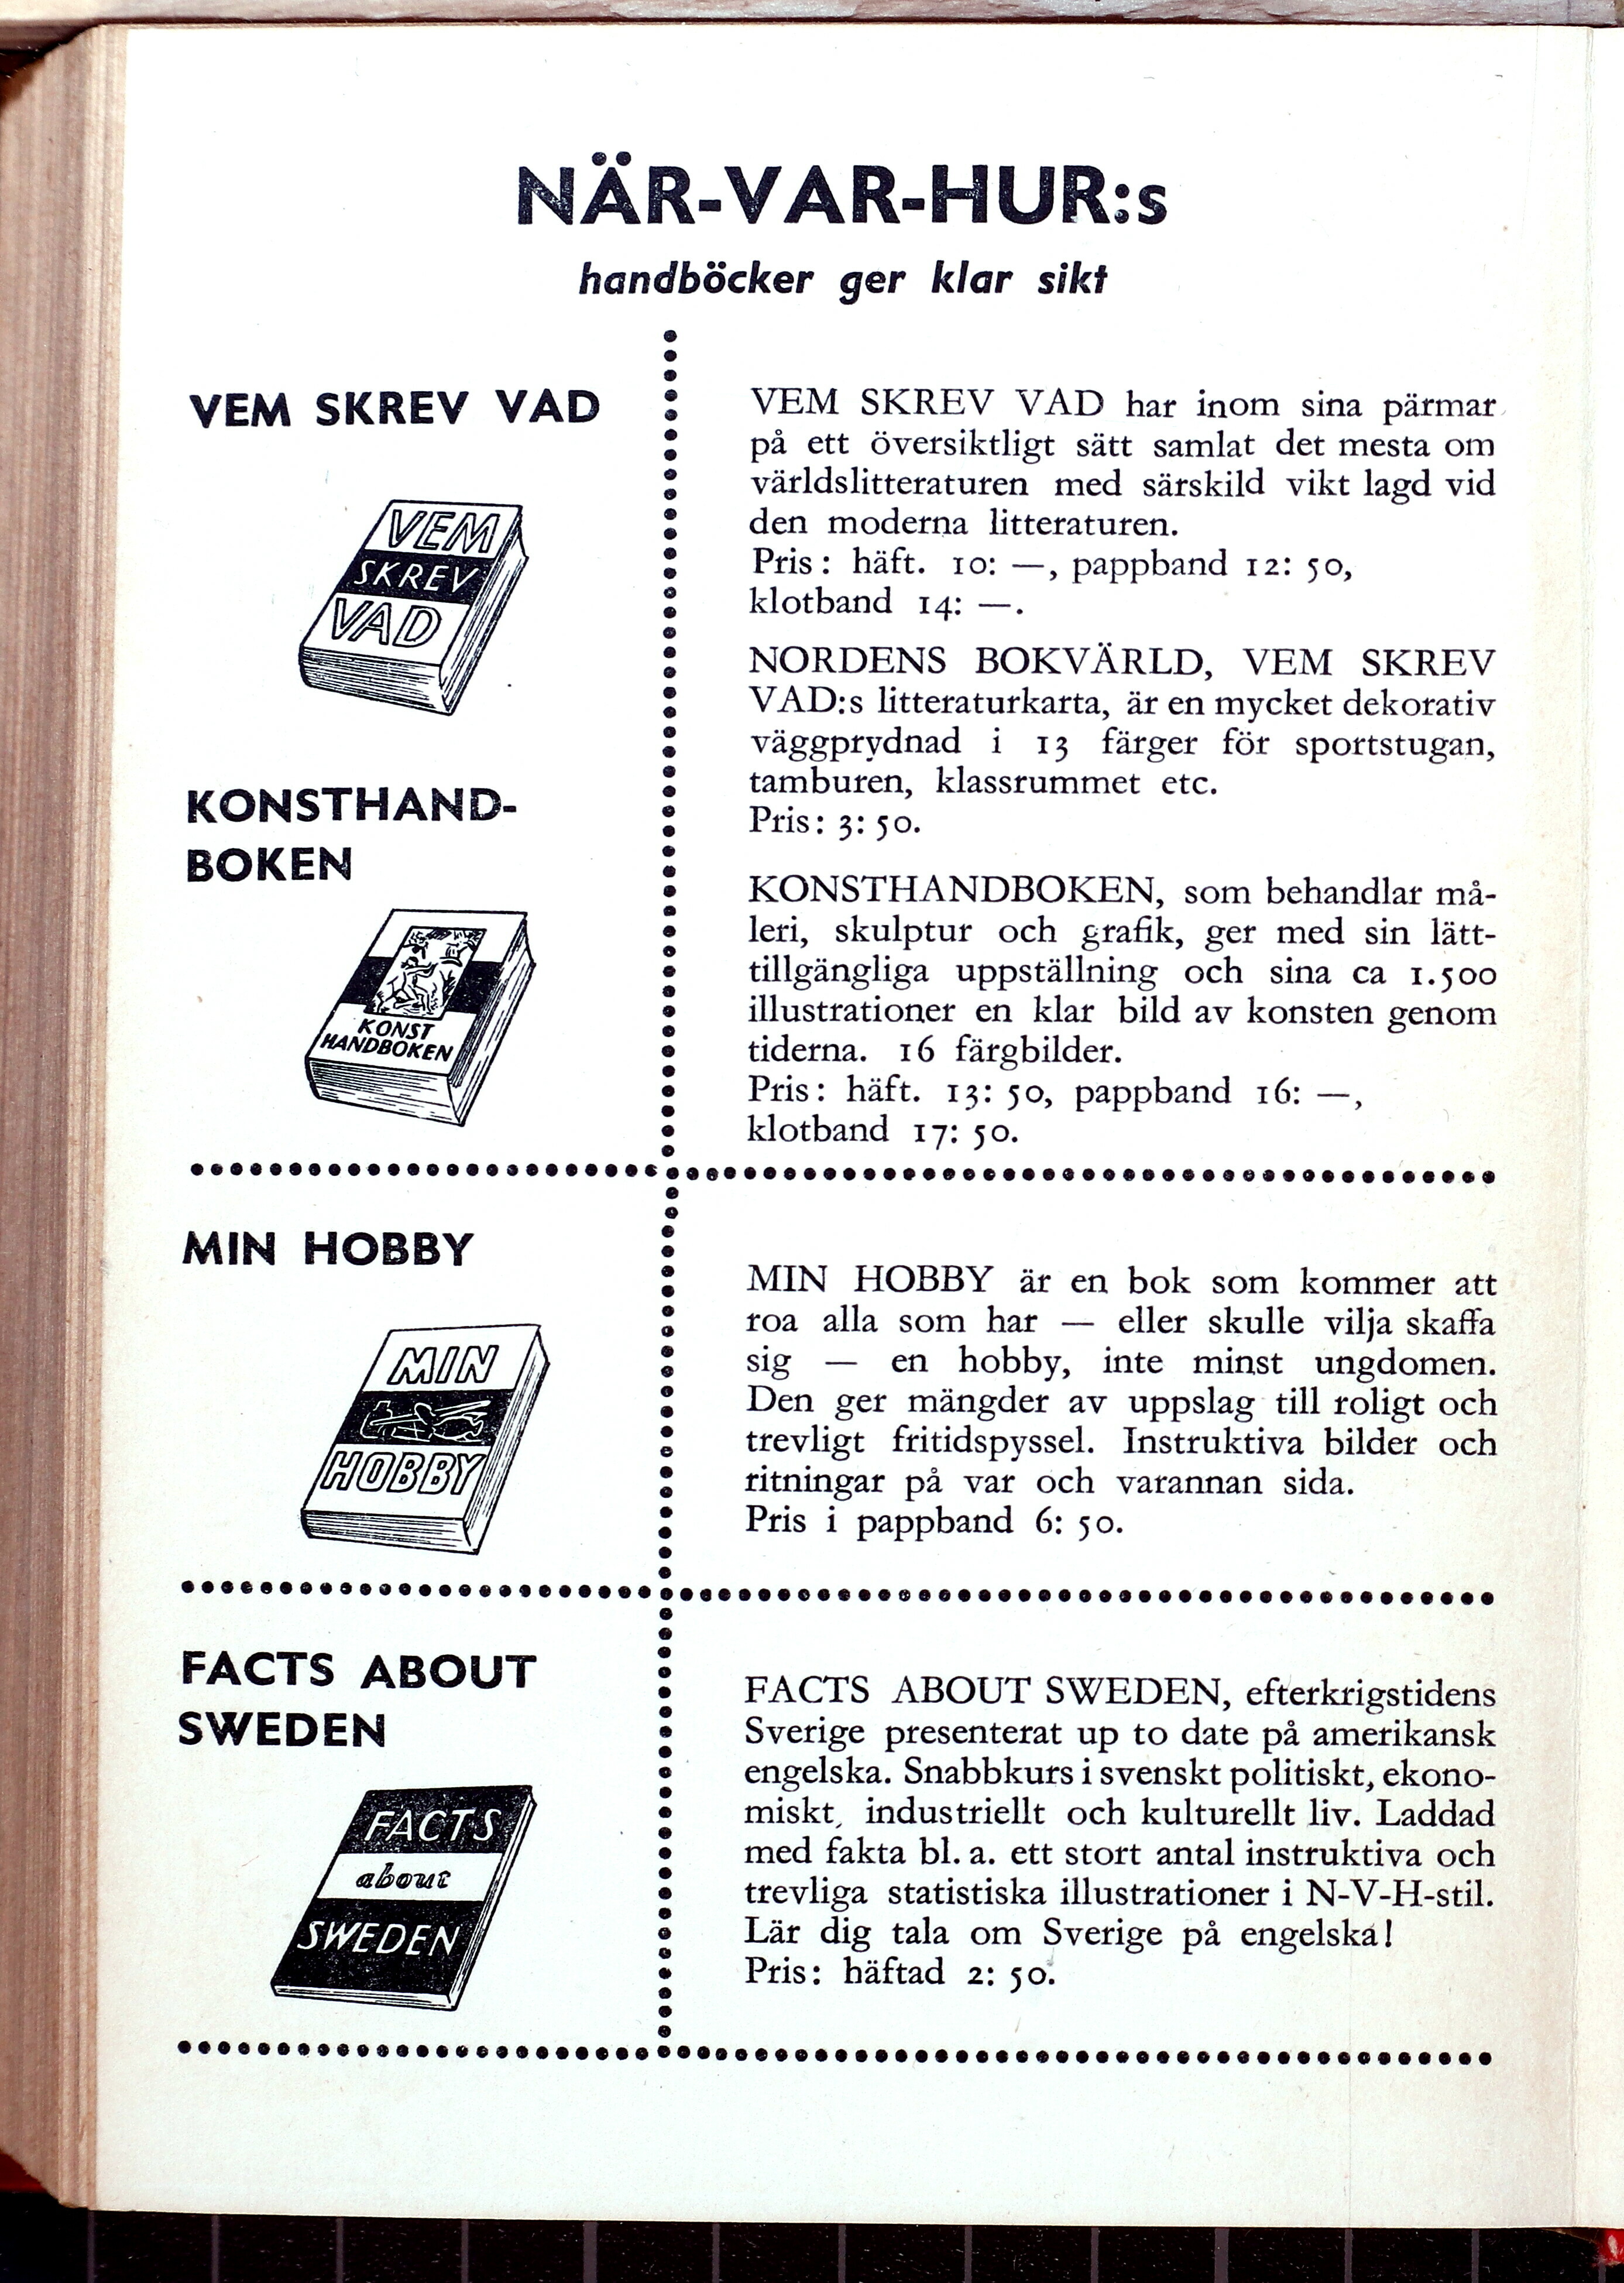 NÄR-VAR-HUR:s
handböcker ger klar sikt
VEM SKREV VAD
VEM
SKREV
VAD
VEM SKREV VAD har inom sina pärmar
på ett översiktligt sätt samlat det mesta om
världslitteraturen med särskild vikt lagd vid
den moderna litteraturen.
Pris: häft. 10: —, pappband 12: 50,
klotband 14: —.
NORDENS BOKVÄRLD, VEM SKREV
VAD:s litteraturkarta, är en mycket dekorativ
väggprydnad i 13 färger för sportstugan,
tamburen, klassrummet etc.
Pris: 3: 50.
KONSTHAND-
BOKEN
KONST
HANDBOKEN
KONSTHANDBOKEN, som behandlar må-
leri, skulptur och grafik, ger med sin lätt-
tillgängliga uppställning och sina ca 1.500
illustrationer en klar bild av konsten genom
tiderna. 16 färgbilder.
Pris: häft. 13: 50, pappband 16: —,
klotband 17: 50.
MIN HOBBY
MIN
HOBBY
MIN HOBBY är en bok som kommer att
roa alla som har — eller skulle vilja skaffa
sig — en hobby, inte minst ungdomen.
Den ger mängder av uppslag till roligt och
trevligt fritidspyssel. Instruktiva bilder och
ritningar på var och varannan sida.
Pris i pappband 6: 50.
FACTS ABOUT
SWEDEN
FACTS
about
SWEDEN
FACTS ABOUT SWEDEN, efterkrigstidens
Sverige presenterat up to date på amerikansk
engelska. Snabbkurs i svenskt politiskt, ekono-
miskt, industriellt och kulturellt liv. Laddad
med fakta bl. a. ett stort antal instruktiva och
trevliga statistiska illustrationer i N-V-H-stil.
Lär dig tala om Sverige på engelska!
Pris: häftad 2: 50.